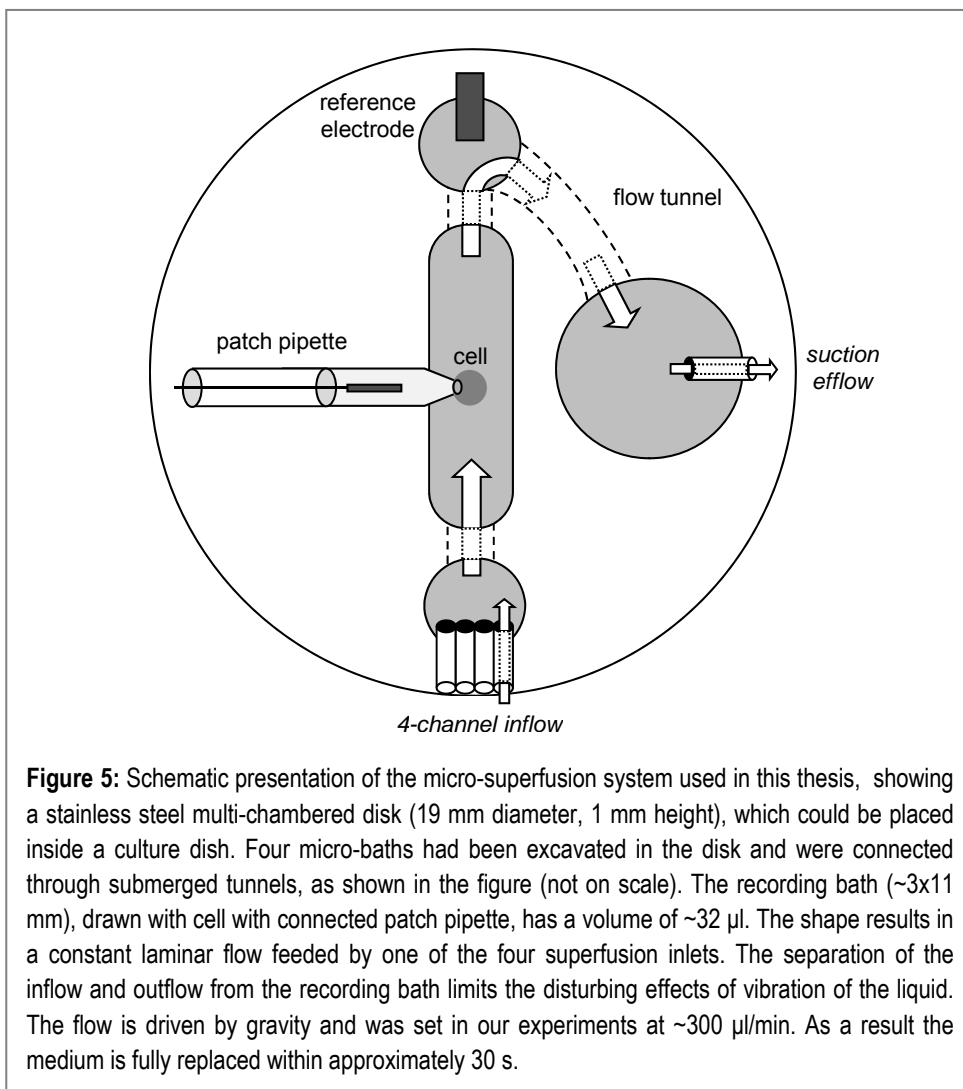 reference
electrode
flow tunnel
patch pipette
cell
suction
efflow
4-channel inflow
Figure 5: Schematic presentation of the micro-superfusion system used in this thesis, showing
a stainless steel multi-chambered disk (19 mm diameter, 1 mm height), which could be placed
inside a culture dish. Four micro-baths had been excavated in the disk and were connected
through submerged tunnels, as shown in the figure (not on scale). The recording bath (~3x11
mm), drawn with cell with connected patch pipette, has a volume of ~32 µl. The shape results in
a constant laminar flow feeded by one of the four superfusion inlets. The separation of the
inflow and outflow from the recording bath limits the disturbing effects of vibration of the liquid.
The flow is driven by gravity and was set in our experiments at ~300 µl/min. As a result the
medium is fully replaced within approximately 30 s.